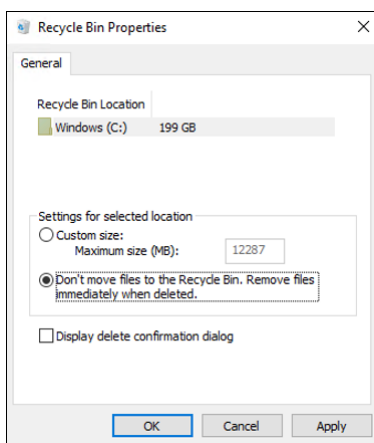 Recycle Bin Properties
General
Recycle Bin Location
Windows (C:) 199 GB
Settings for selected location
Custom size:
Maximum size (MB): 12287
Don't move files to the Recycle Bin. Remove files
immediately when deleted.
Display delete confirmation dialog
OK Cancel Apply